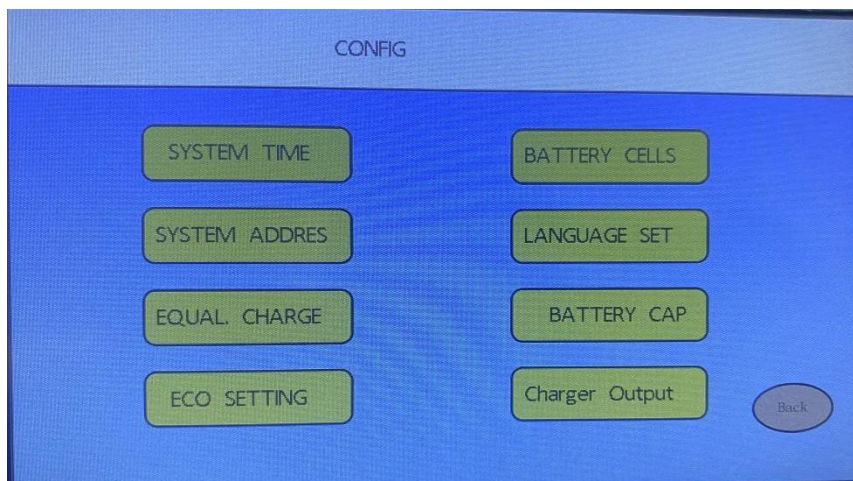 CONFIG
SYSTEM TIME
BATTERY CELLS
SYSTEM ADDRES
LANGUAGE SET
EQUAL. CHARGE
BATTERY CAP
ECO SETTING
Charger Output
Back